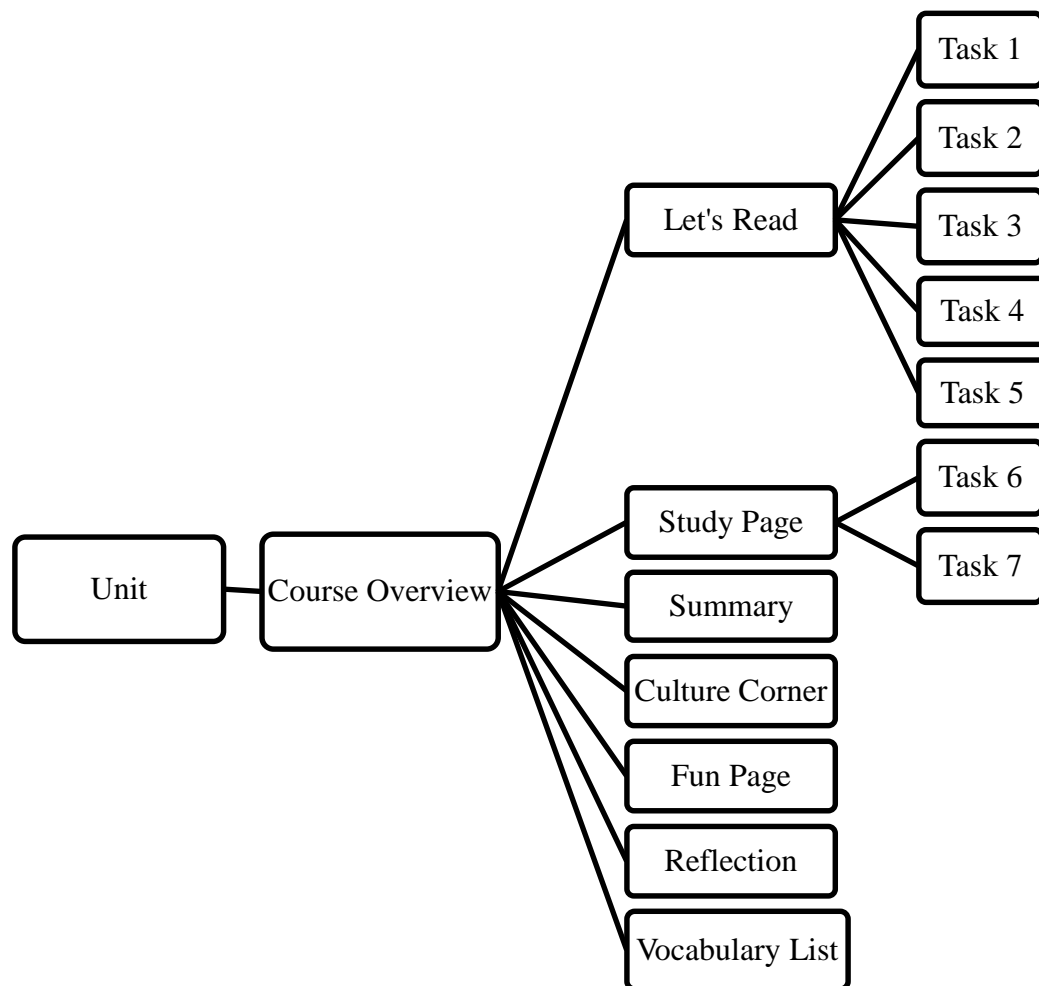 Unit
Course Overview
Let's Read
Task 1
Task 2
Task 3
Task 4
Task 5
Study Page
Task 6
Task 7
Summary
Culture Corner
Fun Page
Reflection
Vocabulary List